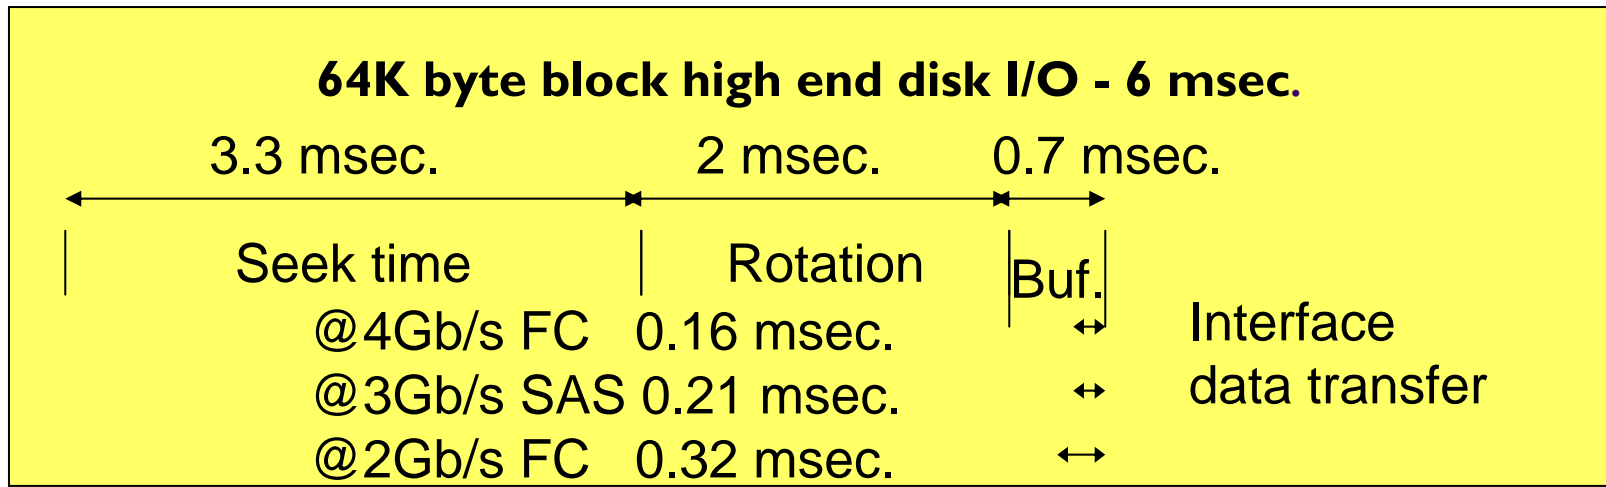 64K byte block high end disk I/O - 6 msec.
3.3 msec. 2 msec. 0.7 msec.
Seek time Rotation Buf.
@4Gb/s FC 0.16 msec. Interface
@3Gb/s SAS 0.21 msec. data transfer
@2Gb/s FC 0.32 msec.